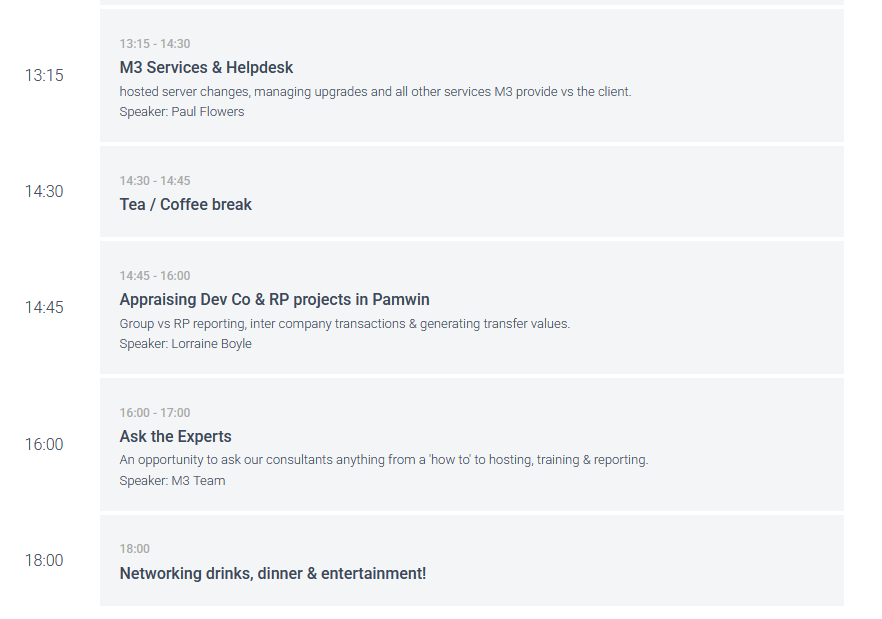 13:15
13:15 - 14:30
M3 Services & Helpdesk
hosted server changes, managing upgrades and all other services M3 provide vs the client.
Speaker: Paul Flowers
14:30
14:30 - 14:45
Tea / Coffee break
14:45
14:45 - 16:00
Appraising Dev Co & RP projects in Pamwin
Group vs RP reporting, inter company transactions & generating transfer values.
Speaker: Lorraine Boyle
16:00
16:00 - 17:00
Ask the Experts
An opportunity to ask our consultants anything from a 'how to' to hosting, training & reporting.
Speaker: M3 Team
18:00
18:00
Networking drinks, dinner & entertainment!